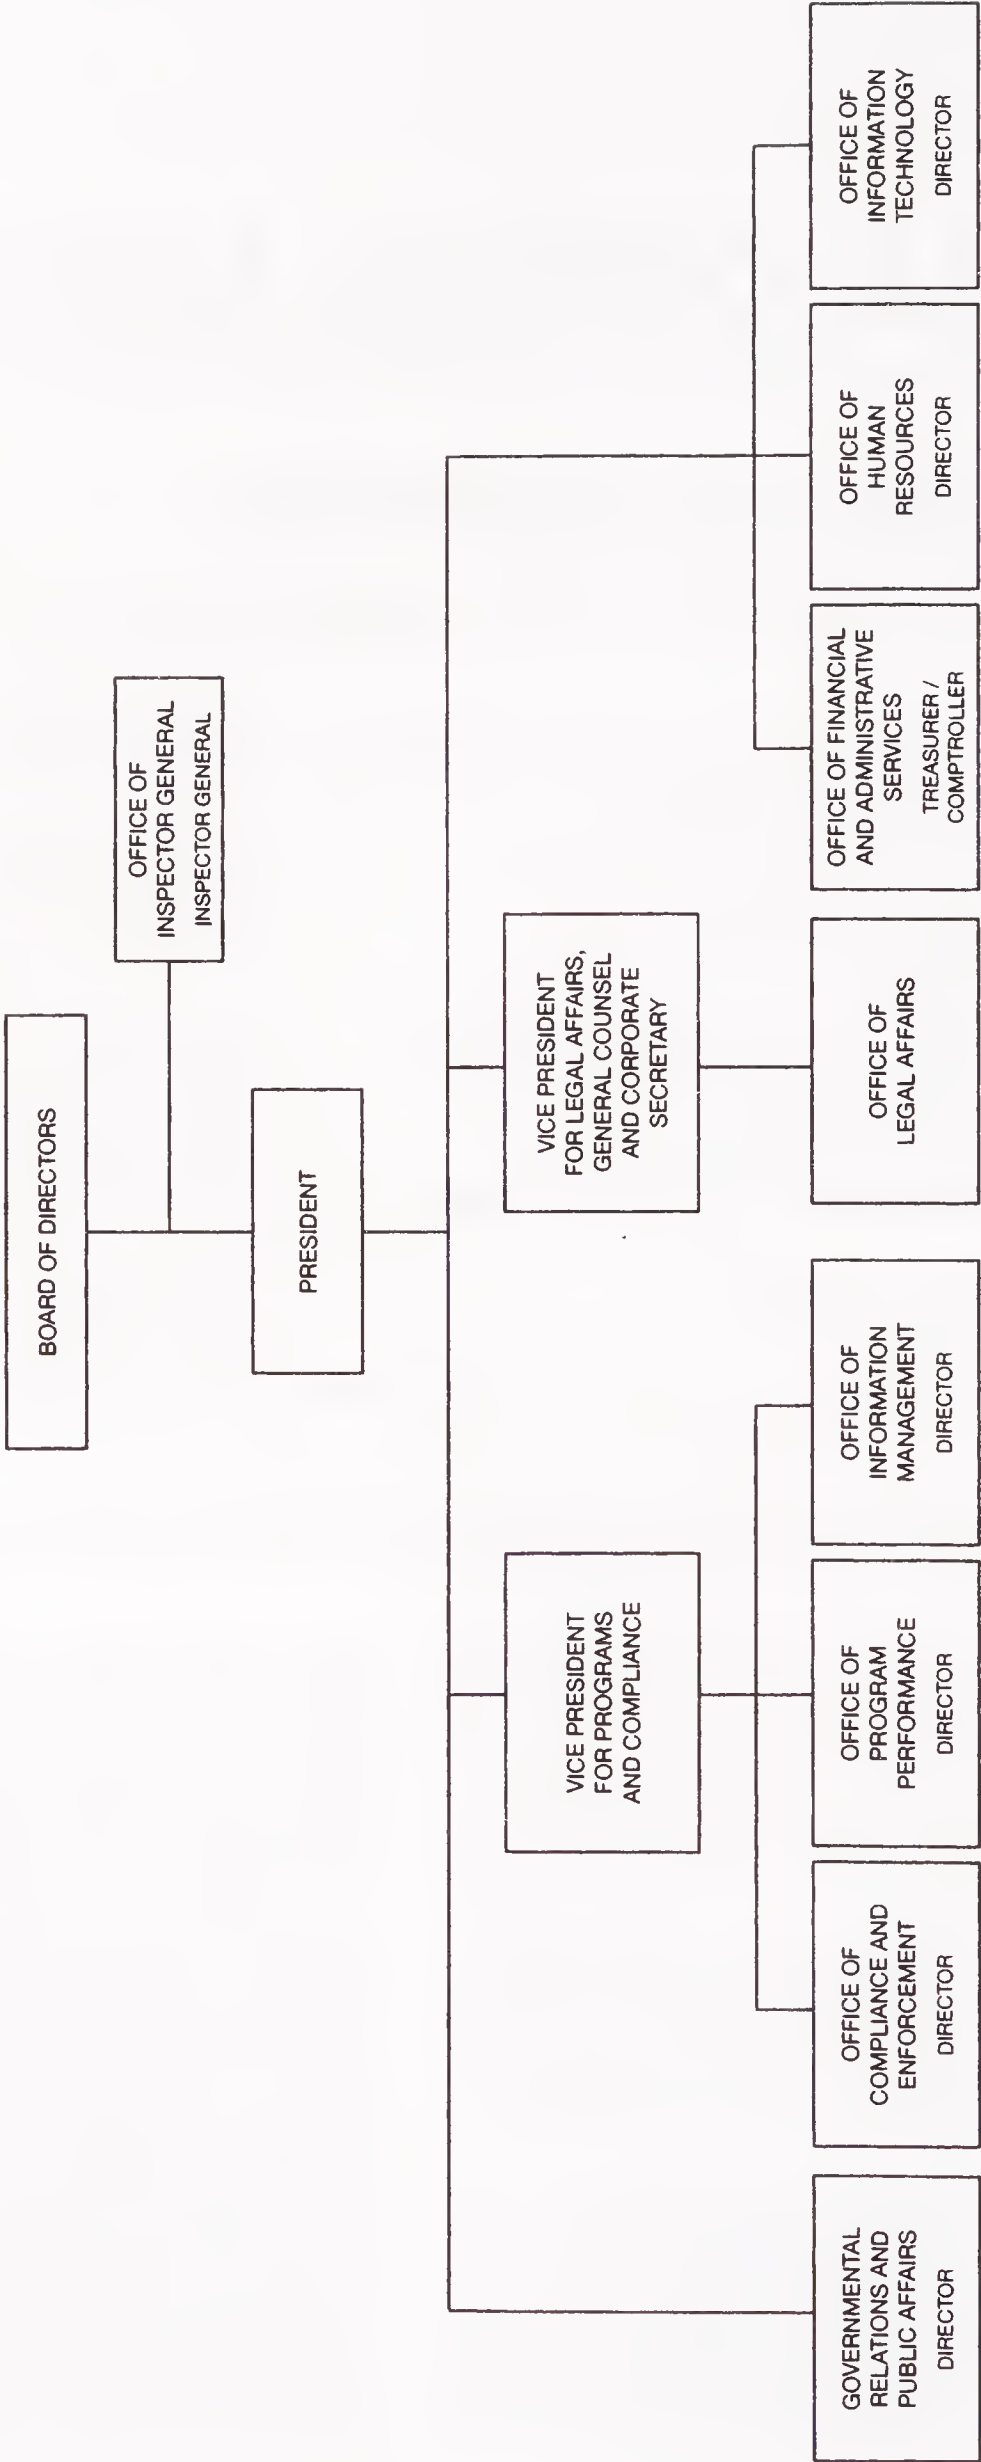 BOARD OF DIRECTORS
OFFICE OF
INSPECTOR GENERAL
INSPECTOR GENERAL
PRESIDENT
VICE PRESIDENT
FOR PROGRAMS
AND COMPLIANCE
VICE PRESIDENT
FOR LEGAL AFFAIRS,
GENERAL COUNSEL
AND CORPORATE
SECRETARY
GOVERNMENTAL
RELATIONS AND
PUBLIC AFFAIRS
DIRECTOR
OFFICE OF
COMPLIANCE AND
ENFORCEMENT
DIRECTOR
OFFICE OF
PROGRAM
PERFORMANCE
DIRECTOR
OFFICE OF
INFORMATION
MANAGEMENT
DIRECTOR
OFFICE OF
LEGAL AFFAIRS
OFFICE OF FINANCIAL
AND ADMINISTRATIVE
SERVICES
TREASURER /
COMPTROLLER
OFFICE OF
HUMAN
RESOURCES
DIRECTOR
OFFICE OF
INFORMATION
TECHNOLOGY
DIRECTOR